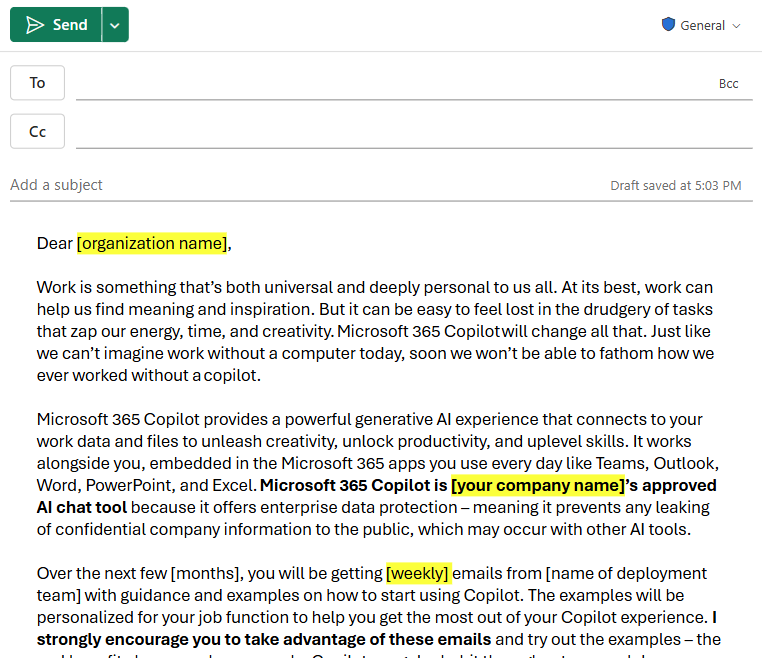 Send
General
To
Bcc
Cc
Add a subject
Draft saved at 5:03 PM
Dear [organization name],
Work is something that’s both universal and deeply personal to us all. At its best, work can
help us find meaning and inspiration. But it can be easy to feel lost in the drudgery of tasks
that zap our energy, time, and creativity. Microsoft 365 Copilot will change all that. Just like
we can’t imagine work without a computer today, soon we won’t be able to fathom how we
ever worked without a copilot.
Microsoft 365 Copilot provides a powerful generative AI experience that connects to your
work data and files to unleash creativity, unlock productivity, and uplevel skills. It works
alongside you, embedded in the Microsoft 365 apps you use every day like Teams, Outlook,
Word, PowerPoint, and Excel. Microsoft 365 Copilot is [your company name]’s approved
AI chat tool because it offers enterprise data protection – meaning it prevents any leaking
of confidential company information to the public, which may occur with other AI tools.
Over the next few [months], you will be getting [weekly] emails from [name of deployment
team] with guidance and examples on how to start using Copilot. The examples will be
personalized for your job function to help you get the most out of your Copilot experience. I
strongly encourage you to take advantage of these emails and try out the examples – the